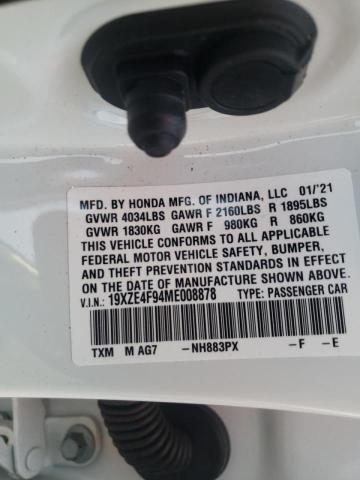 MFD. BY HONDA MFG. OF INDIANA, LLC 01/'21
GVWR 4034LBS GAWR F 2160LBS R 1895LBS
GVWR 1830KG GAWR F 980KG R 860KG
THIS VEHICLE CONFORMS TO ALL APPLICABLE
FEDERAL MOTOR VEHICLE SAFETY, BUMPER,
AND THEFT PREVENTION STANDARDS IN EFFECT
ON THE DATE OF MANUFACTURE SHOWN ABOVE.
V.I.N.: 19XZE4F94ME008878 TYPE: PASSENGER CAR
TXM M AG7 -NH883PX -F -E